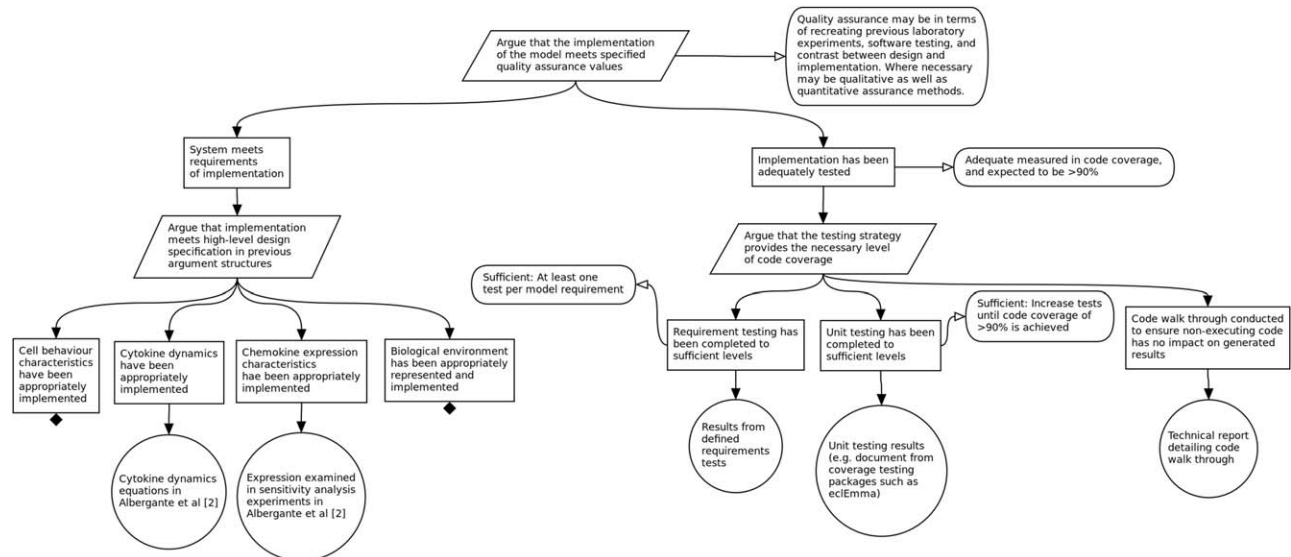 Quality assurance may be in terms
of recreating previous laboratory
experiments, software testing, and
contrast between design and
implementation. Where necessary
may be qualitative as well as
quantitative assurance methods.
Argue that the implementation
of the model meets specified
quality assurance values
System meets
requirements
of implementation
Implementation has been
adequately tested
Adequate measured in code coverage,
and expected to be >90%
Argue that implementation
meets high-level design
specification in previous
argument structures
Argue that the testing strategy
provides the necessary level
of code coverage
Sufficient: At least one
test per model requirement
Sufficient: Increase tests
until code coverage of
>90% is achieved
Cell behaviour
characteristics
have been
appropriately
implemented
Cytokine dynamics
have been
appropriately
implemented
Chemokine expression
characteristics
hae been appropriately
implemented
Biological environment
has been appropriately
represented and
implemented
Requirement testing has
been completed to
sufficient levels
Unit testing has been
completed to
sufficient levels
Code walk through conducted
to ensure non-executing code
has no impact on generated
results
Cytokine dynamics
equations in
Albergante et al [2]
Expression examined
in sensitivity analysis
experiments in
Albergante et al [2]
Results from
defined
requirements
tests
Unit testing results
(e.g. document from
coverage testing
packages such as
eclEmma)
Technical report
detailing code
walk through